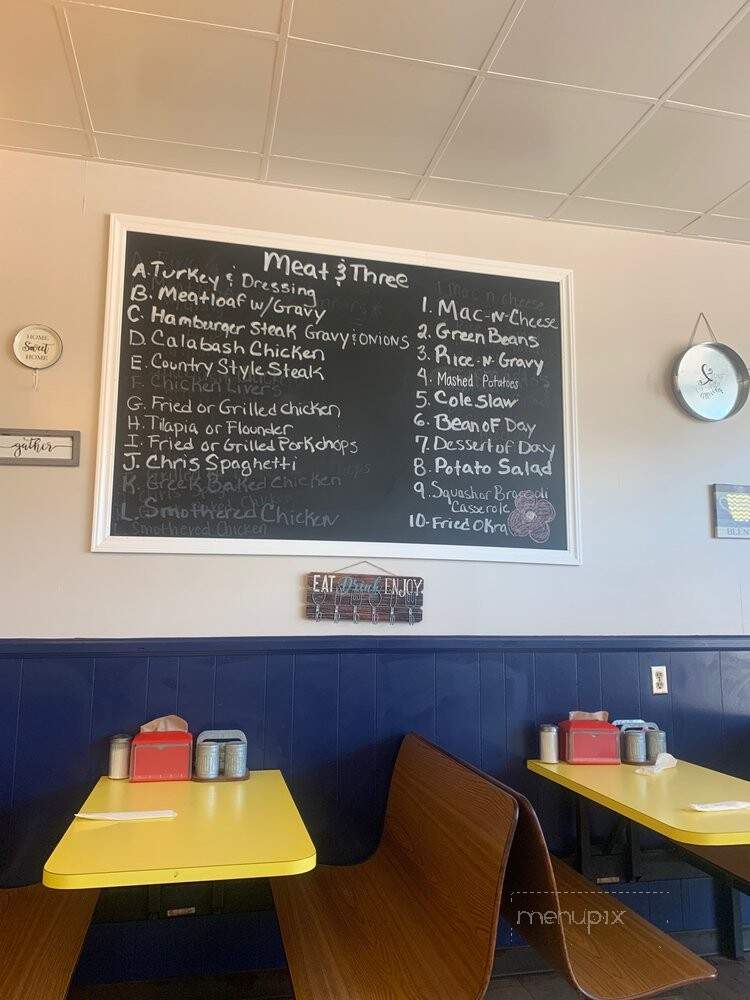 Meat & Three
A. Turkey & Dressing
B. Meatloaf w/Gravy
C. Hamburger Steak Gravy & ONIONS
D. Calabash Chicken
E. Country Style Steak
F. Chicken Livers
G. Fried or Grilled chicken
H. Tilapia or Flounder
I. Fried or Grilled Porkchops
J. Chris Spaghetti
K. Greek Baked Chicken
L. Smothered Chicken
Smothered Chicken
1. Mac-N-Cheese
2. Green Beans
3. Rice-N-Gravy
4. Mashed Potatoes
5. Cole Slaw
6. Bean of Day
7. Dessert of Day
8. Potato Salad
9. Squash or Broccoli
Casserole
10- Fried Okra
HOME
Sweet
HOME
gather
EAT Drink ENJOY
menupix